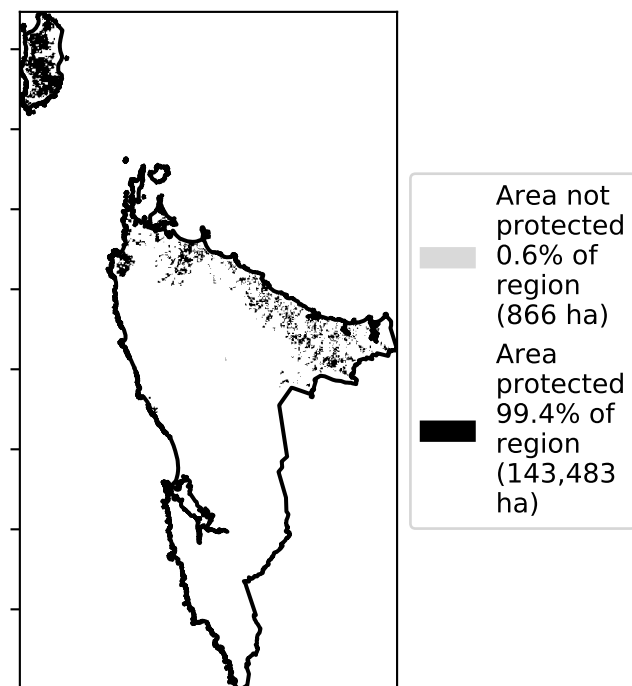 Area not
protected
0.6% of
region
(866 ha)
Area
protected
99.4% of
region
(143,483
ha)